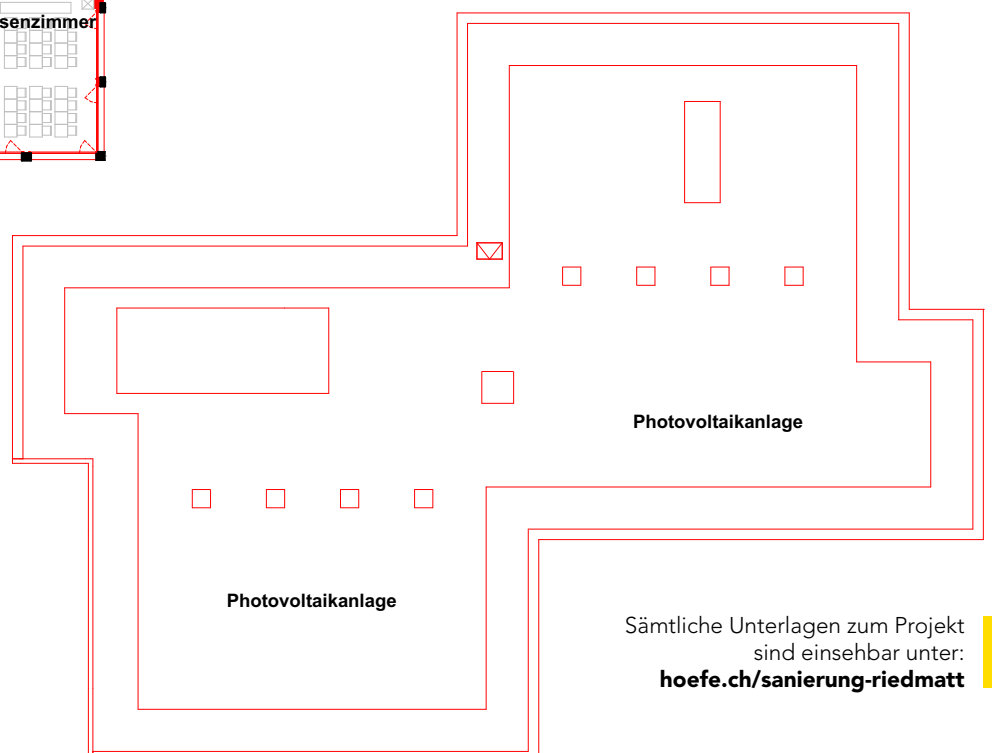 senzimmer
Photovoltaikanlage
Photovoltaikanlage
Sämtliche Unterlagen zum Projekt
sind einsehbar unter:
hoefe.ch/sanierung-riedmatt